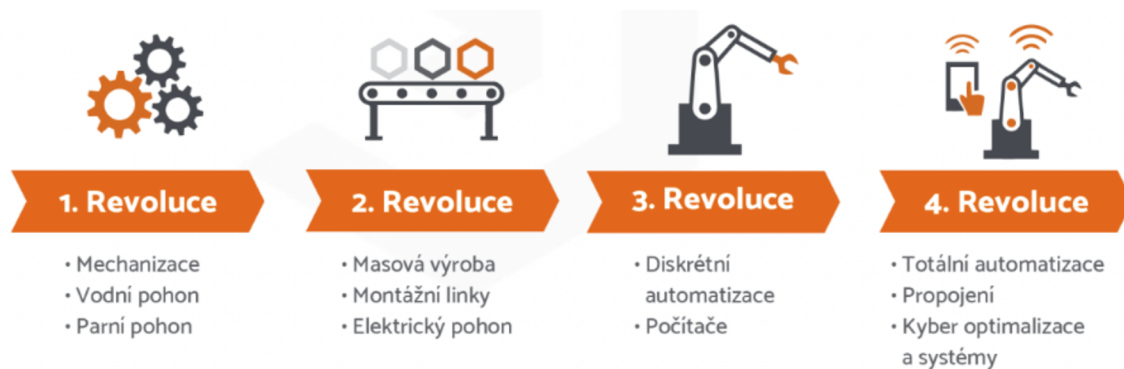 1. Revoluce
• Mechanizace
• Vodní pohon
• Parní pohon
2. Revoluce
• Masová výroba
• Montážní linky
• Elektrický pohon
3. Revoluce
• Diskrétní
automatizace
• Počítače
4. Revoluce
• Totální automatizace
• Propojení
• Kyber optimalizace
a systémy